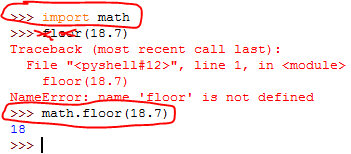 >>> import math
>>> floor(18.7)
Traceback (most recent call last):
  File "<pyshell#12>", line 1, in <module>
    floor(18.7)
NameError: name 'floor' is not defined
>>> math.floor(18.7)
18
>>>